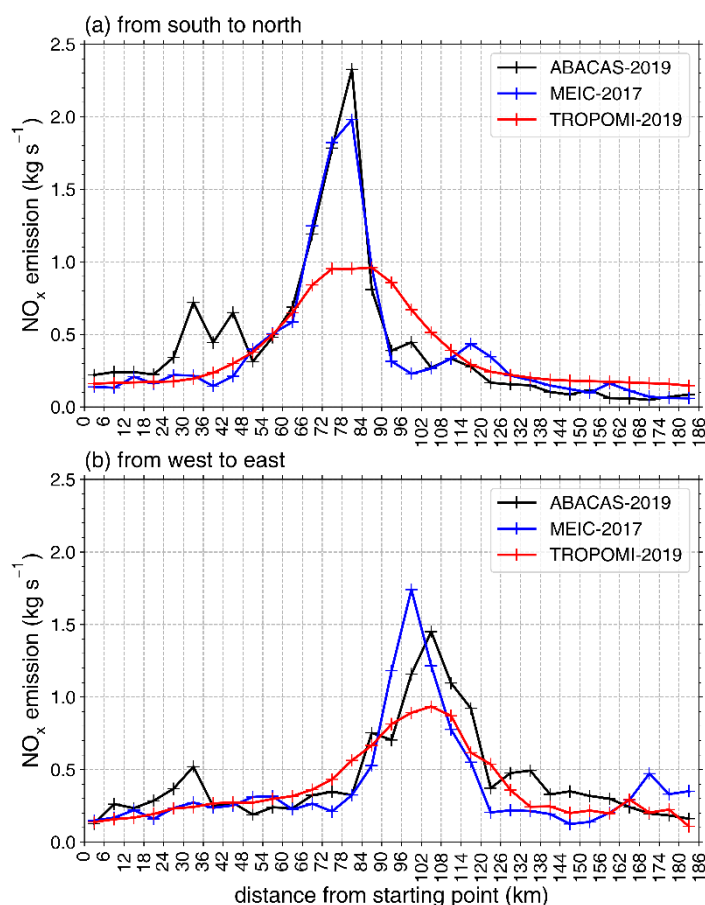 (a) from south to north
2.5
2.0
1.5
1.0
0.5
0.0
NOₓ emission (kg s⁻¹)
ABACAS-2019
MEIC-2017
TROPOMI-2019
0 6 12 18 24 30 36 42 48 54 60 66 72 78 84 90 96 102 108 114 120 126 132 138 144 150 156 162 168 174 180 186
(b) from west to east
2.5
2.0
1.5
1.0
0.5
0.0
NOₓ emission (kg s⁻¹)
ABACAS-2019
MEIC-2017
TROPOMI-2019
0 6 12 18 24 30 36 42 48 54 60 66 72 78 84 90 96 102 108 114 120 126 132 138 144 150 156 162 168 174 180 186
distance from starting point (km)